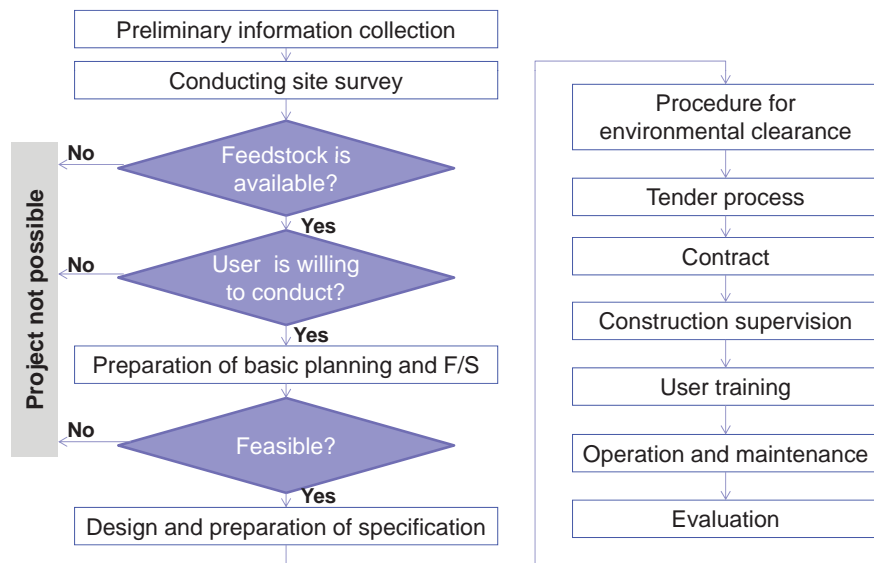 Preliminary information collection
Conducting site survey
Feedstock is
available?
No
Yes
User is willing
to conduct?
No
Yes
Preparation of basic planning and F/S
Feasible?
No
Yes
Design and preparation of specification
Project not possible
Procedure for
environmental clearance
Tender process
Contract
Construction supervision
User training
Operation and maintenance
Evaluation